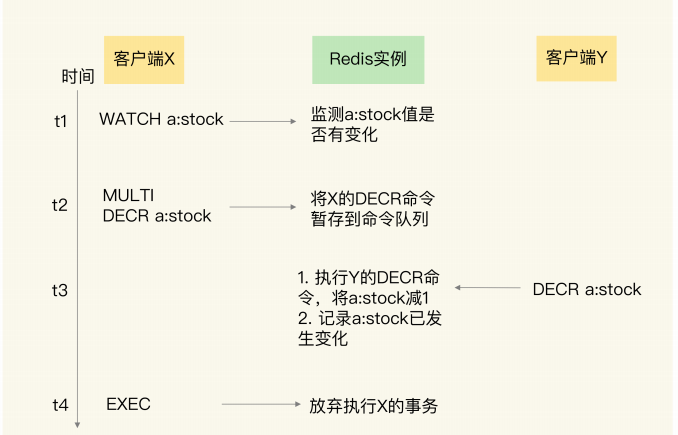 客户端X
Redis实例
客户端Y
时间
t1
WATCH a:stock
监测a:stock值是
否有变化
t2
MULTI
DECR a:stock
将X的DECR命令
暂存到命令队列
t3
1. 执行Y的DECR命
令，将a:stock减1
2. 记录a:stock已发
生变化
DECR a:stock
t4
EXEC
放弃执行X的事务